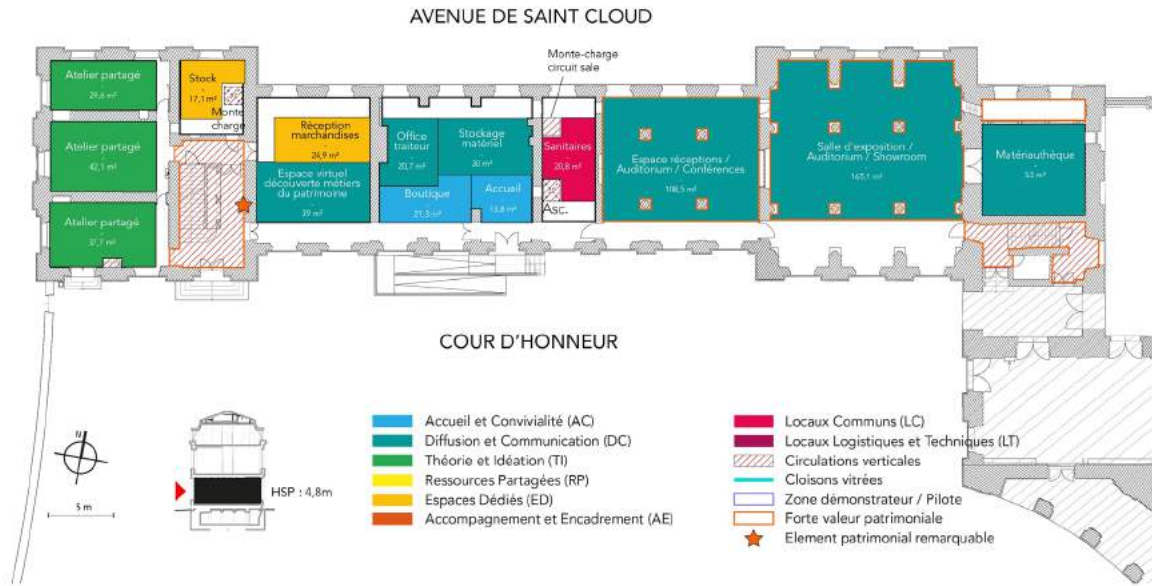 AVENUE DE SAINT CLOUD
Monte-charge
circuit sale
Atelier partagé
-
29,6 m²
Stock
-
17,1 m²
Monte
charge
Atelier partagé
-
42,1 m²
Réception
marchandises
-
24,9 m²
Office
traiteur
-
20,7 m²
Stockage
matériel
-
30 m²
Sanitaires
-
20,8 m²
Espace réceptions /
Auditorium / Conférences
-
108,5 m²
Salle d'exposition /
Auditorium / Showroom
-
Matériauthèque
-
53 m²
Espace virtuel
découverte métiers
du patrimoine
-
39 m²
Boutique
-
21,3 m²
Accueil
-
Asc.
Atelier partagé
-
37,7 m²
COUR D'HONNEUR
N
5 m
HSP : 4,8m
Accueil et Convivialité (AC)
Diffusion et Communication (DC)
Théorie et Idéation (TI)
Ressources Partagées (RP)
Espaces Dédiés (ED)
Accompagnement et Encadrement (AE)
Locaux Communs (LC)
Locaux Logistiques et Techniques (LT)
Circulations verticales
Cloisons vitrées
Zone démonstrateur / Pilote
Forte valeur patrimoniale
Element patrimonial remarquable